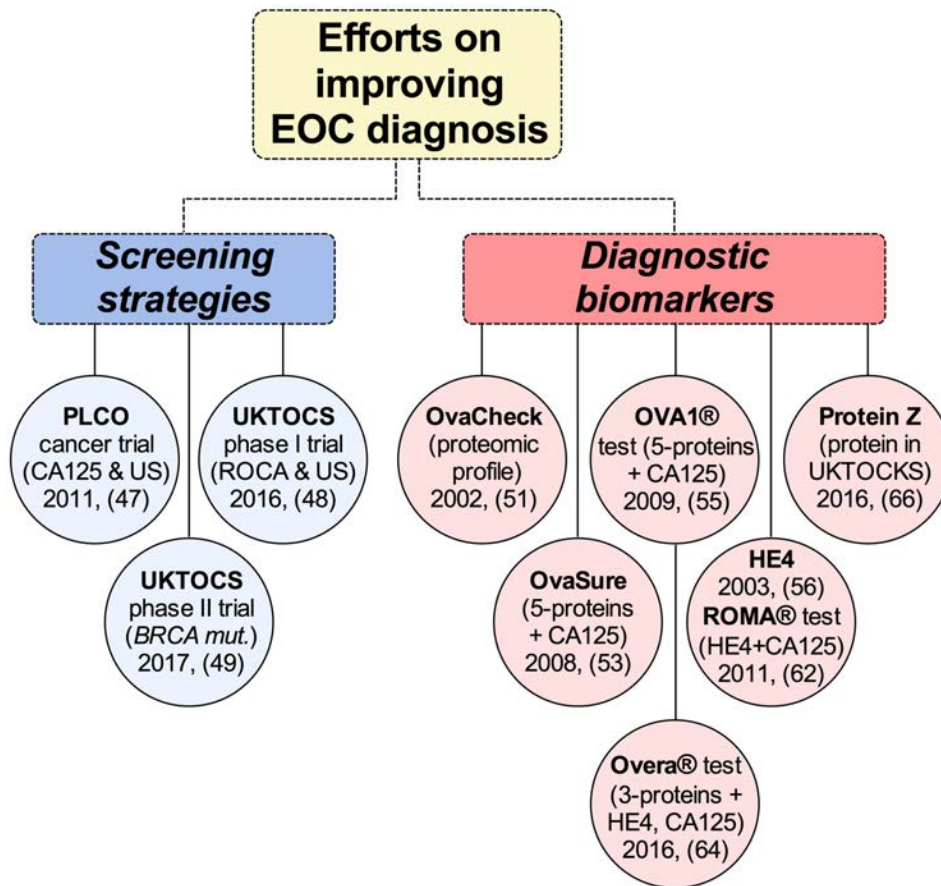 Efforts on
improving
EOC diagnosis
Screening
strategies
Diagnostic
biomarkers
PLCO
cancer trial
(CA125 & US)
2011, (47)
UKTOCS
phase I trial
(ROCA & US)
2016, (48)
UKTOCS
phase II trial
(BRCA mut.)
2017, (49)
OvaCheck
(proteomic
profile)
2002, (51)
OvaSure
(5-proteins
+ CA125)
2008, (53)
OVA1® 
test (5-proteins
+ CA125)
2009, (55)
Overa® test
(3-proteins +
HE4, CA125)
2016, (64)
HE4
2003, (56)
ROMA® test
(HE4+CA125)
2011, (62)
Protein Z
(protein in
UKTOCKS)
2016, (66)